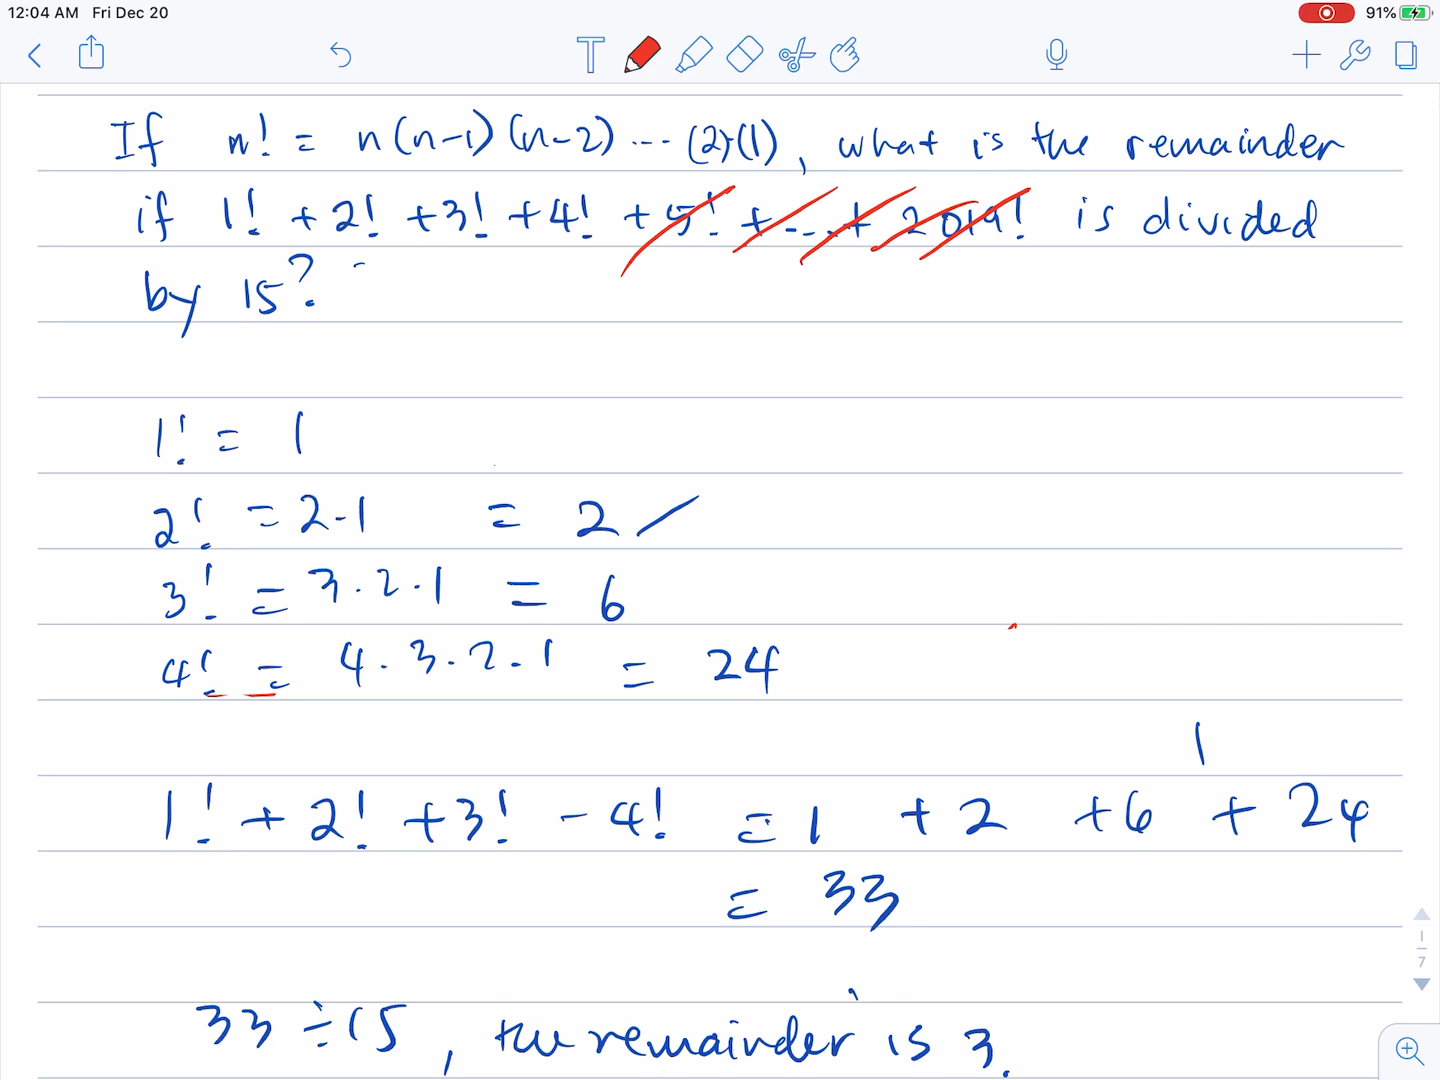 12:04 AM Fri Dec 20
91%
If n! = n(n-1)(n-2)...(2)(1), what is the remainder
if 1! + 2! + 3! + 4! + 5! + ... + 2019! is divided
by 15?
1! = 1
2! = 2·1 = 2
3! = 3·2·1 = 6
4! = 4·3·2·1 = 24
1
1! + 2! + 3! - 4! = 1 + 2 + 6 + 24
= 33
1
7
33 ÷ 15, the remainder is 3.